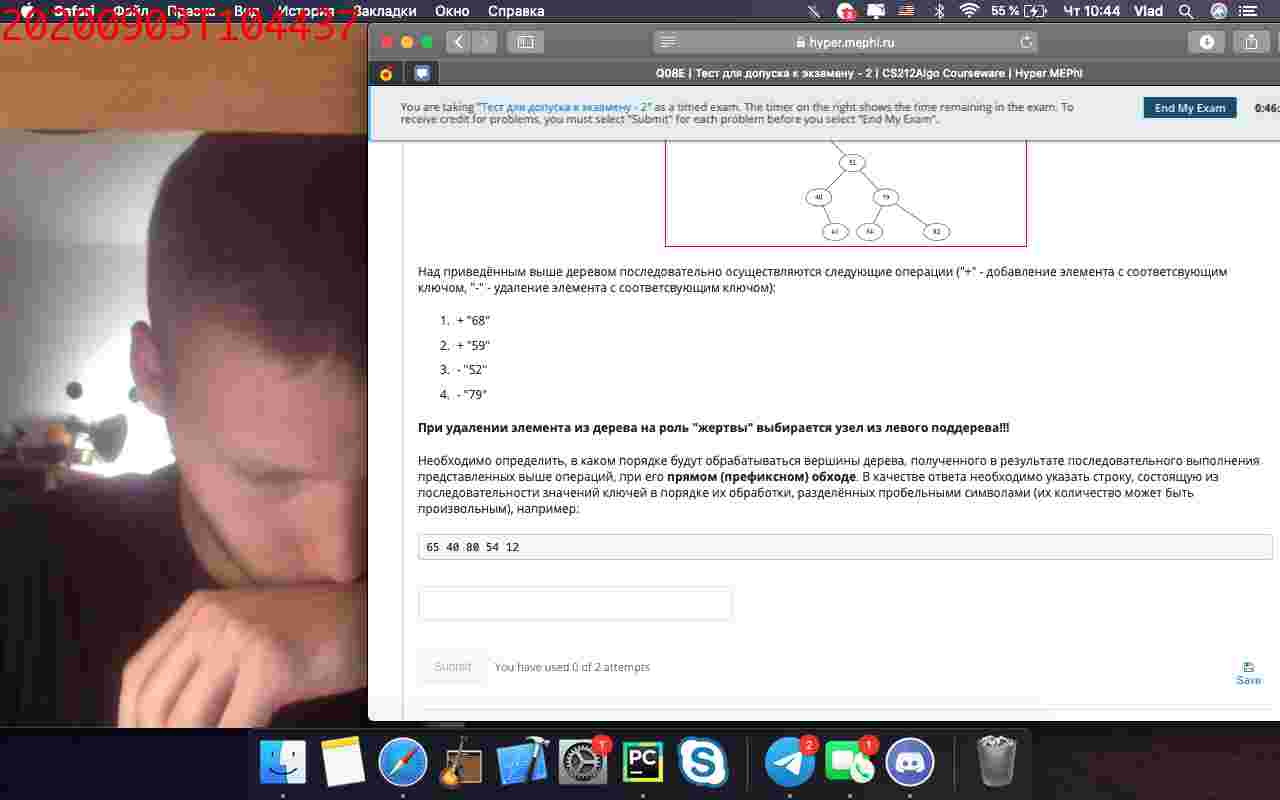 20200903T104437
Safari Файл Правка Вид История Закладки Окно Справка
55 % Чт 10:44 Vlad
hyper.mephi.ru
Q08E | Тест для допуска к экзамену - 2 | CS212Algo Courseware | Hyper.MEPhI
You are taking "Тест для допуска к экзамену - 2" as a timed exam. The timer on the right shows the time remaining in the exam. To
receive credit for problems, you must select "Submit" for each problem before you select "End My Exam".
End My Exam
0:46:
Над приведённым выше деревом последовательно осуществляются следующие операции ("+" - добавление элемента с соответсвующим
ключом, "-" - удаление элемента с соответсвующим ключом):
1. + "68"
2. + "59"
3. - "52"
4. - "79"
При удалении элемента из дерева на роль "жертвы" выбирается узел из левого поддерева!!!
Необходимо определить, в каком порядке будут обрабатываться вершины дерева, полученного в результате последовательного выполнения
представленных выше операций, при его прямом (префиксном) обходе. В качестве ответа необходимо указать строку, состоящую из
последовательности значений ключей в порядке их обработки, разделённых пробельными символами (их количество может быть
произвольным), например:
65 40 80 54 12
Submit You have used 0 of 2 attempts
Save
PC
2
1